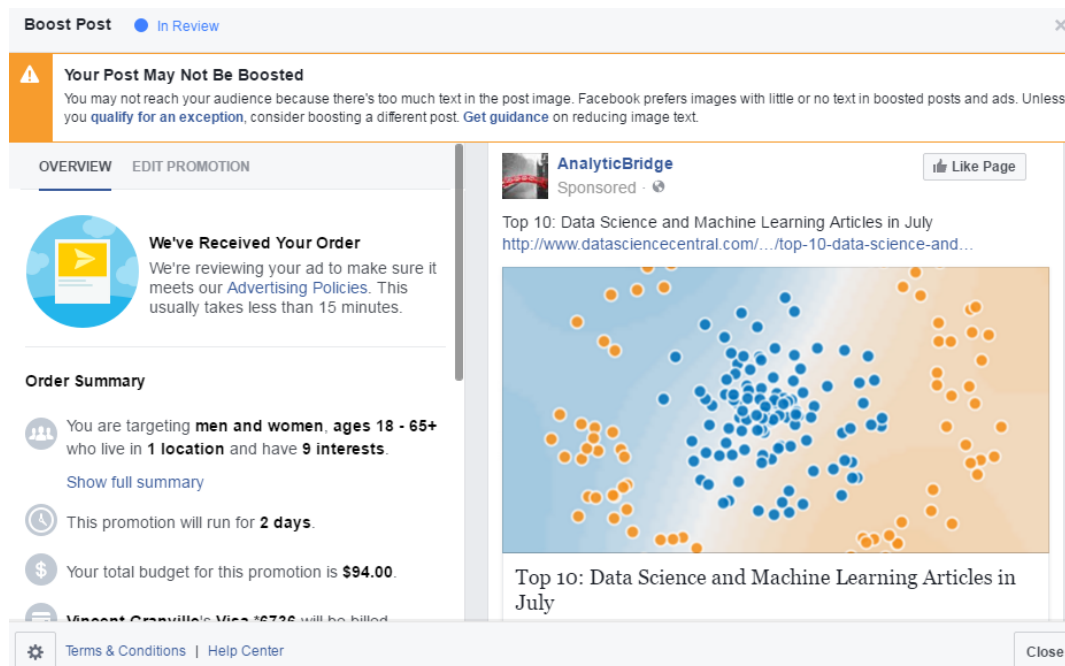 Boost Post In Review
Your Post May Not Be Boosted
You may not reach your audience because there's too much text in the post image. Facebook prefers images with little or no text in boosted posts and ads. Unless
you qualify for an exception, consider boosting a different post. Get guidance on reducing image text.
OVERVIEW EDIT PROMOTION
We've Received Your Order
We're reviewing your ad to make sure it
meets our Advertising Policies. This
usually takes less than 15 minutes.
Order Summary
You are targeting men and women, ages 18 - 65+
who live in 1 location and have 9 interests.
Show full summary
This promotion will run for 2 days.
Your total budget for this promotion is $94.00.
Vincent Granville's Visa *6736 will be billed
AnalyticBridge
Sponsored ·
Like Page
Top 10: Data Science and Machine Learning Articles in July
http://www.datasciencecentral.com/.../top-10-data-science-and...
Top 10: Data Science and Machine Learning Articles in
July
Terms & Conditions | Help Center
Close